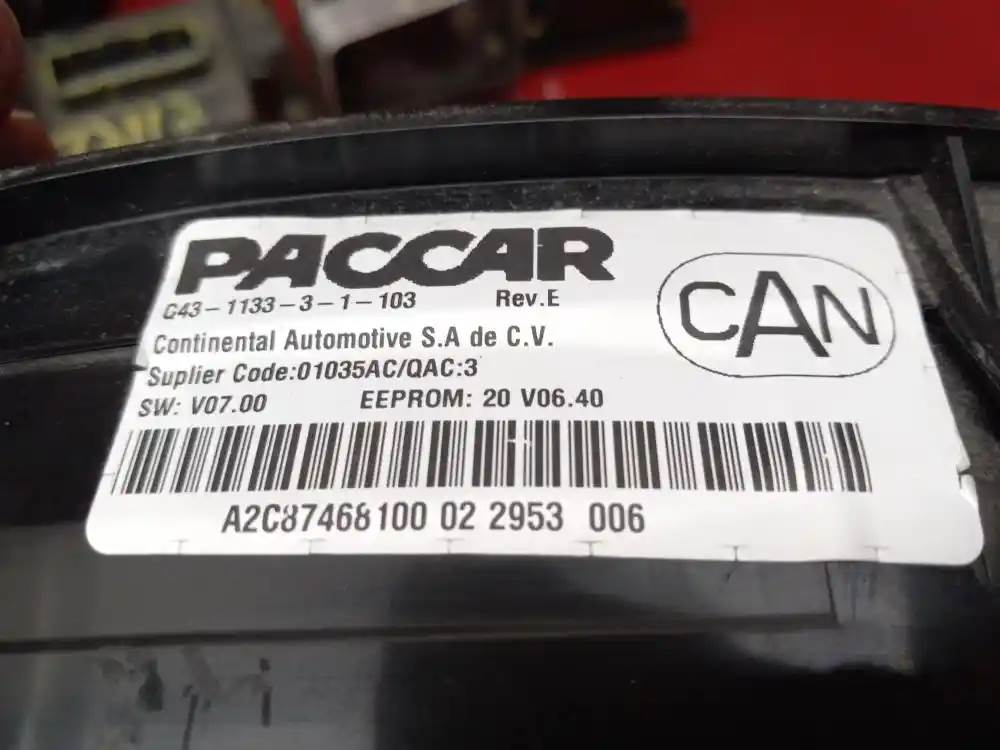 PACCAR
G43-1133-3-1-103 Rev.E
Continental Automotive S.A de C.V.
Suplier Code:01035AC/QAC:3
SW: V07.00 EEPROM: 20 V06.40
CAN
A2C87468100 02 2953 006